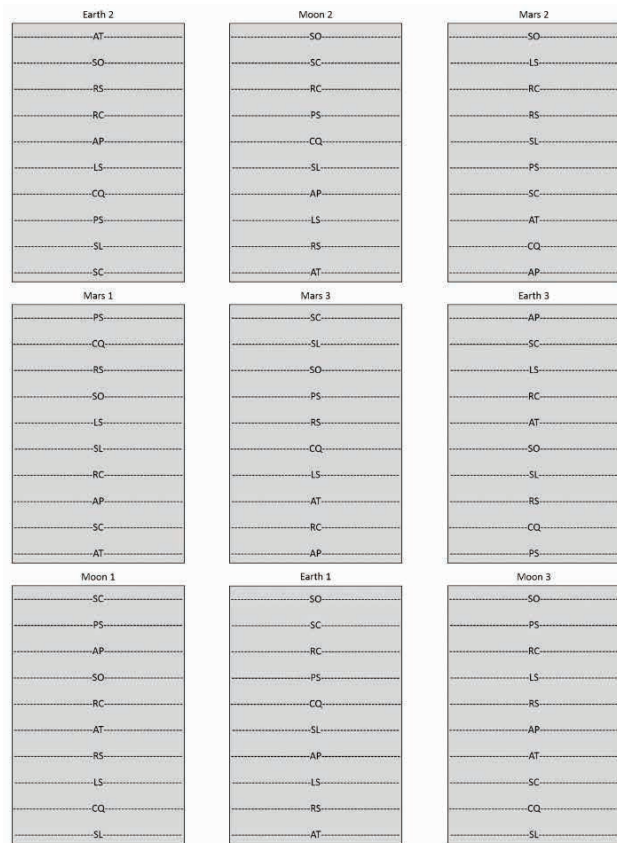 Earth 2 Moon 2 Mars 2
AT SO SO
SO SC LS
RS RC RC
RC PS RS
AP CQ SL
LS SL PS
CQ AP SC
PS LS AT
SL RS CQ
SC AT AP
Mars 1 Mars 3 Earth 3
PS SC AP
CQ SL SC
RS SO LS
SO PS RC
LS RS AT
SL CQ SO
RC LS SL
AP AT RS
SC RC CQ
AT AP PS
Moon 1 Earth 1 Moon 3
SC SO SO
PS SC PS
AP RC RC
SO PS LS
RC CQ RS
AT SL AP
RS AP AT
LS LS SC
CQ RS CQ
SL AT SL